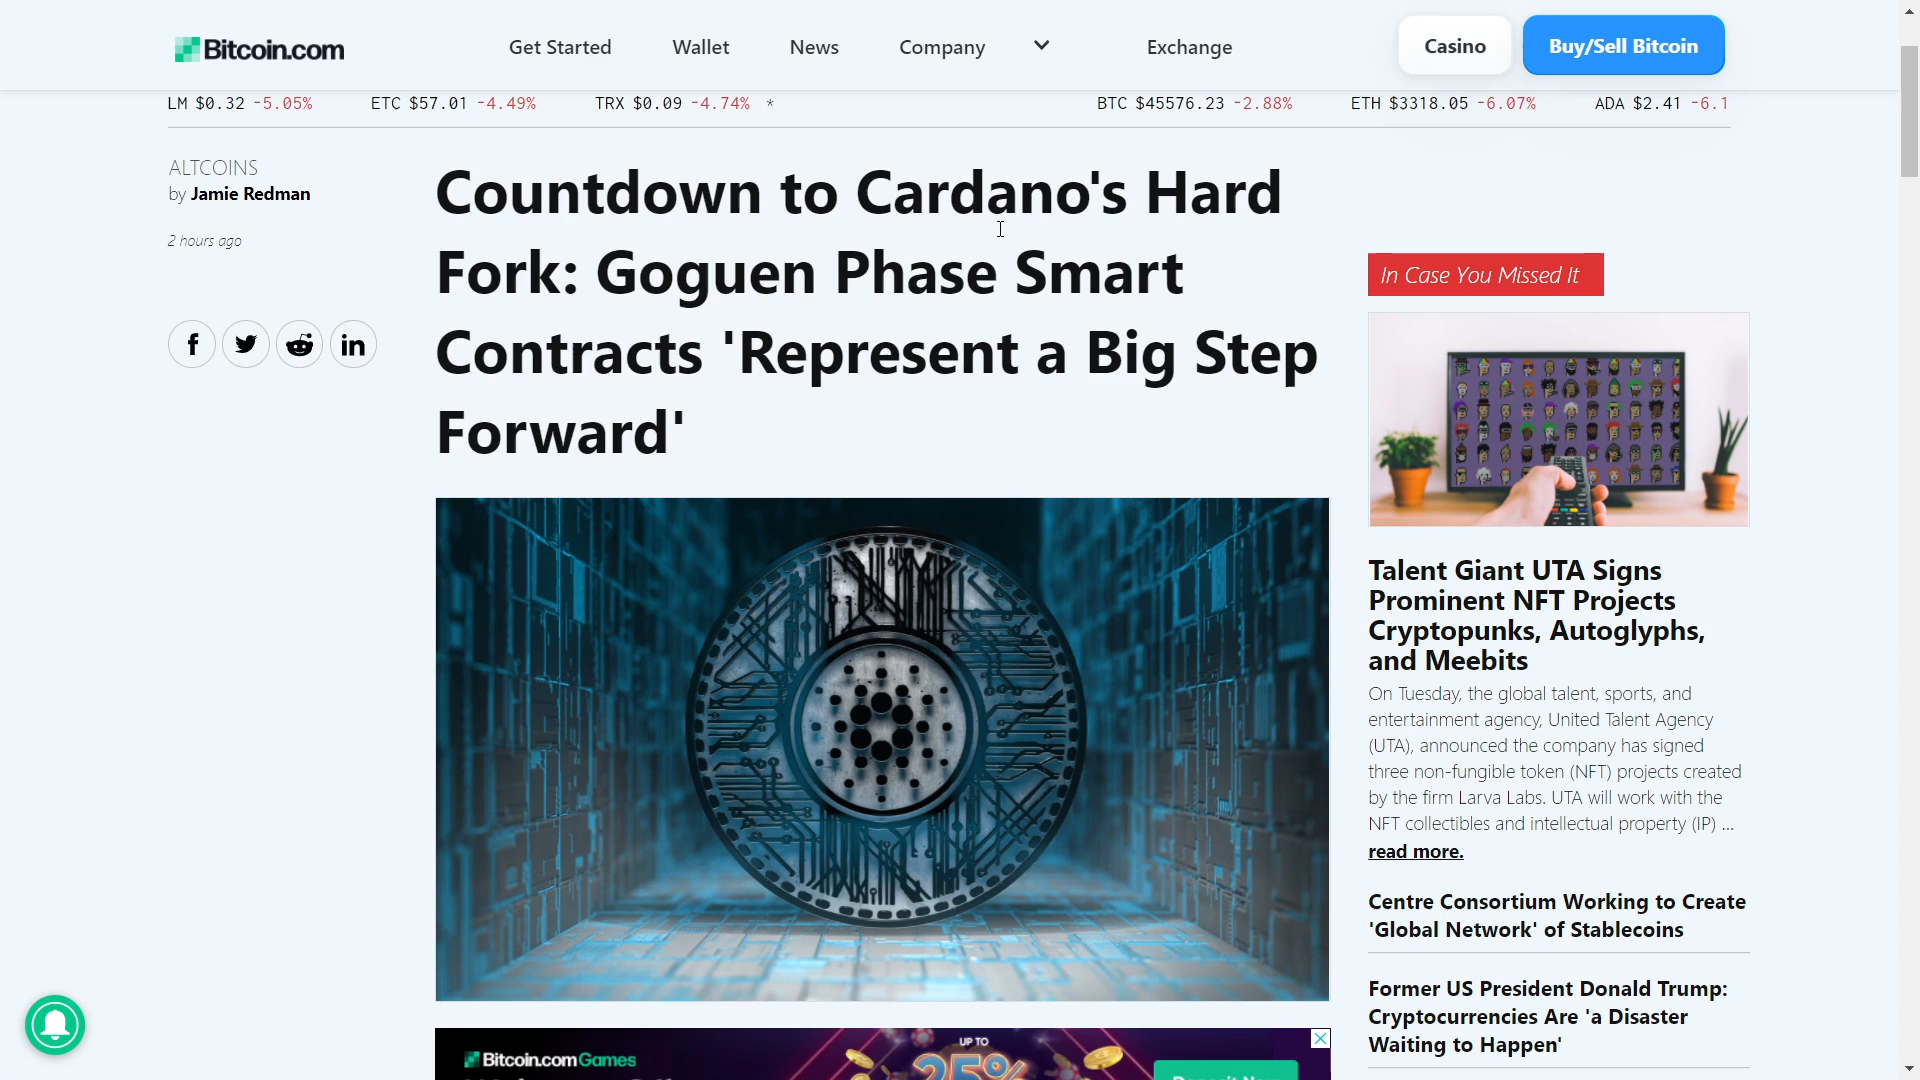 Bitcoin.com
Get Started
Wallet
News
Company
Exchange
Casino
Buy/Sell Bitcoin
LM $0.32 -5.05% ETC $57.01 -4.49% TRX $0.09 -4.74% * BTC $45576.23 -2.88% ETH $3318.05 -6.07% ADA $2.41 -6.1
ALTCOINS
by Jamie Redman
2 hours ago
Countdown to Cardano's Hard
Fork: Goguen Phase Smart
Contracts 'Represent a Big Step
Forward'
In Case You Missed It
Talent Giant UTA Signs
Prominent NFT Projects
Cryptopunks, Autoglyphs,
and Meebits
On Tuesday, the global talent, sports, and
entertainment agency, United Talent Agency
(UTA), announced the company has signed
three non-fungible token (NFT) projects created
by the firm Larva Labs. UTA will work with the
NFT collectibles and intellectual property (IP) ...
read more.
Centre Consortium Working to Create
'Global Network' of Stablecoins
Former US President Donald Trump:
Cryptocurrencies Are 'a Disaster
Waiting to Happen'
Bitcoin.com Games
UP TO
25%